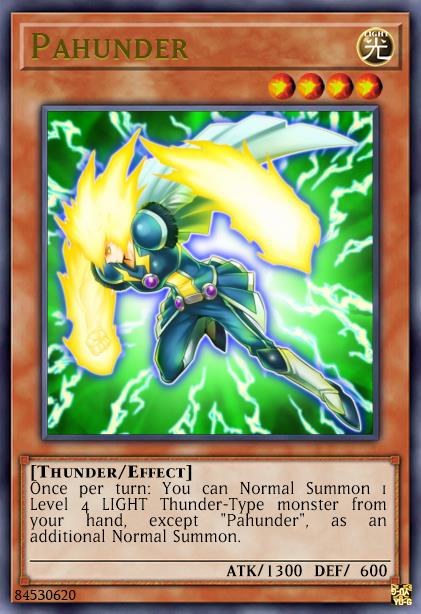 PAHUNDER
LIGHT
光
[THUNDER/EFFECT]
Once per turn: You can Normal Summon 1
Level 4 LIGHT Thunder-Type monster from
your hand, except "Pahunder", as an
additional Normal Summon.
ATK/1300 DEF/ 600
84530620